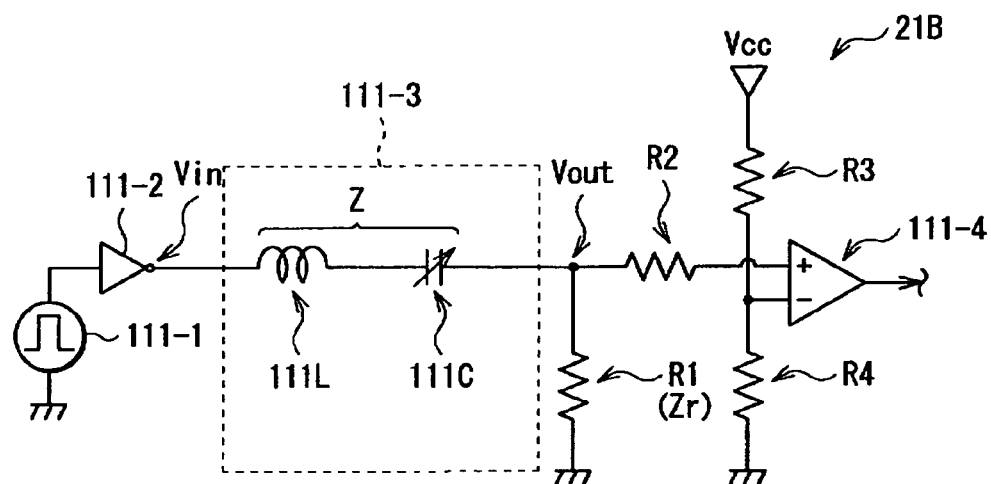 21B
Vcc
111-3
111-2
Vin
Z
Vout
R2
R3
111-4
+
−
111-1
111L
111C
R1
(Zr)
R4